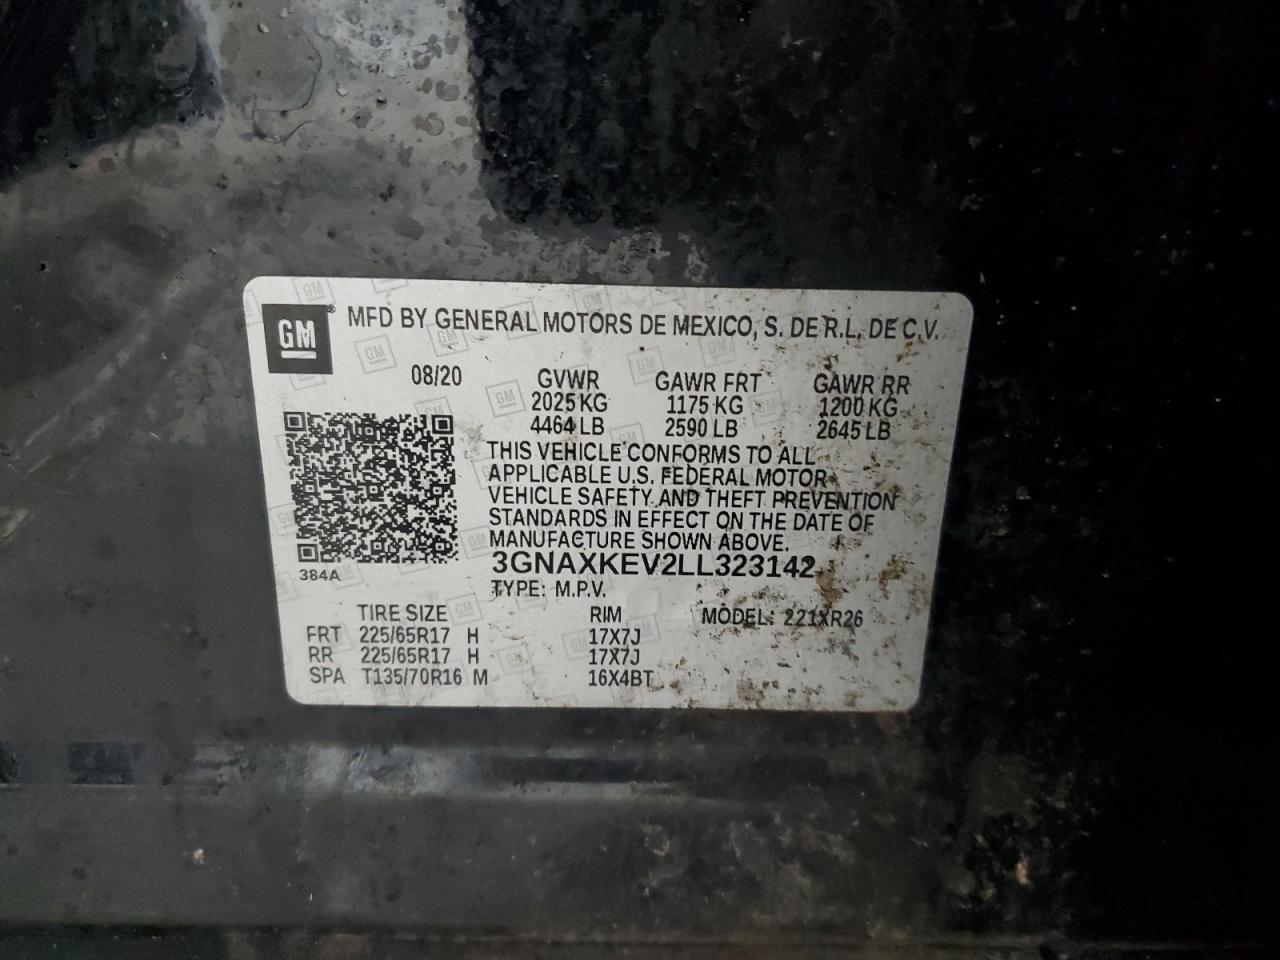 GM ® MFD BY GENERAL MOTORS DE MEXICO, S. DE R.L. DE C.V.
08/20 GVWR GAWR FRT GAWR RR
2025 KG 1175 KG 1200 KG
4464 LB 2590 LB 2645 LB
THIS VEHICLE CONFORMS TO ALL
APPLICABLE U.S. FEDERAL MOTOR
VEHICLE SAFETY AND THEFT PREVENTION
STANDARDS IN EFFECT ON THE DATE OF
MANUFACTURE SHOWN ABOVE.
3GNAXKEV2LL323142
384A TYPE: M.P.V.
TIRE SIZE RIM MODEL: 221XR26
FRT 225/65R17 H 17X7J
RR 225/65R17 H 17X7J
SPA T135/70R16 M 16X4BT